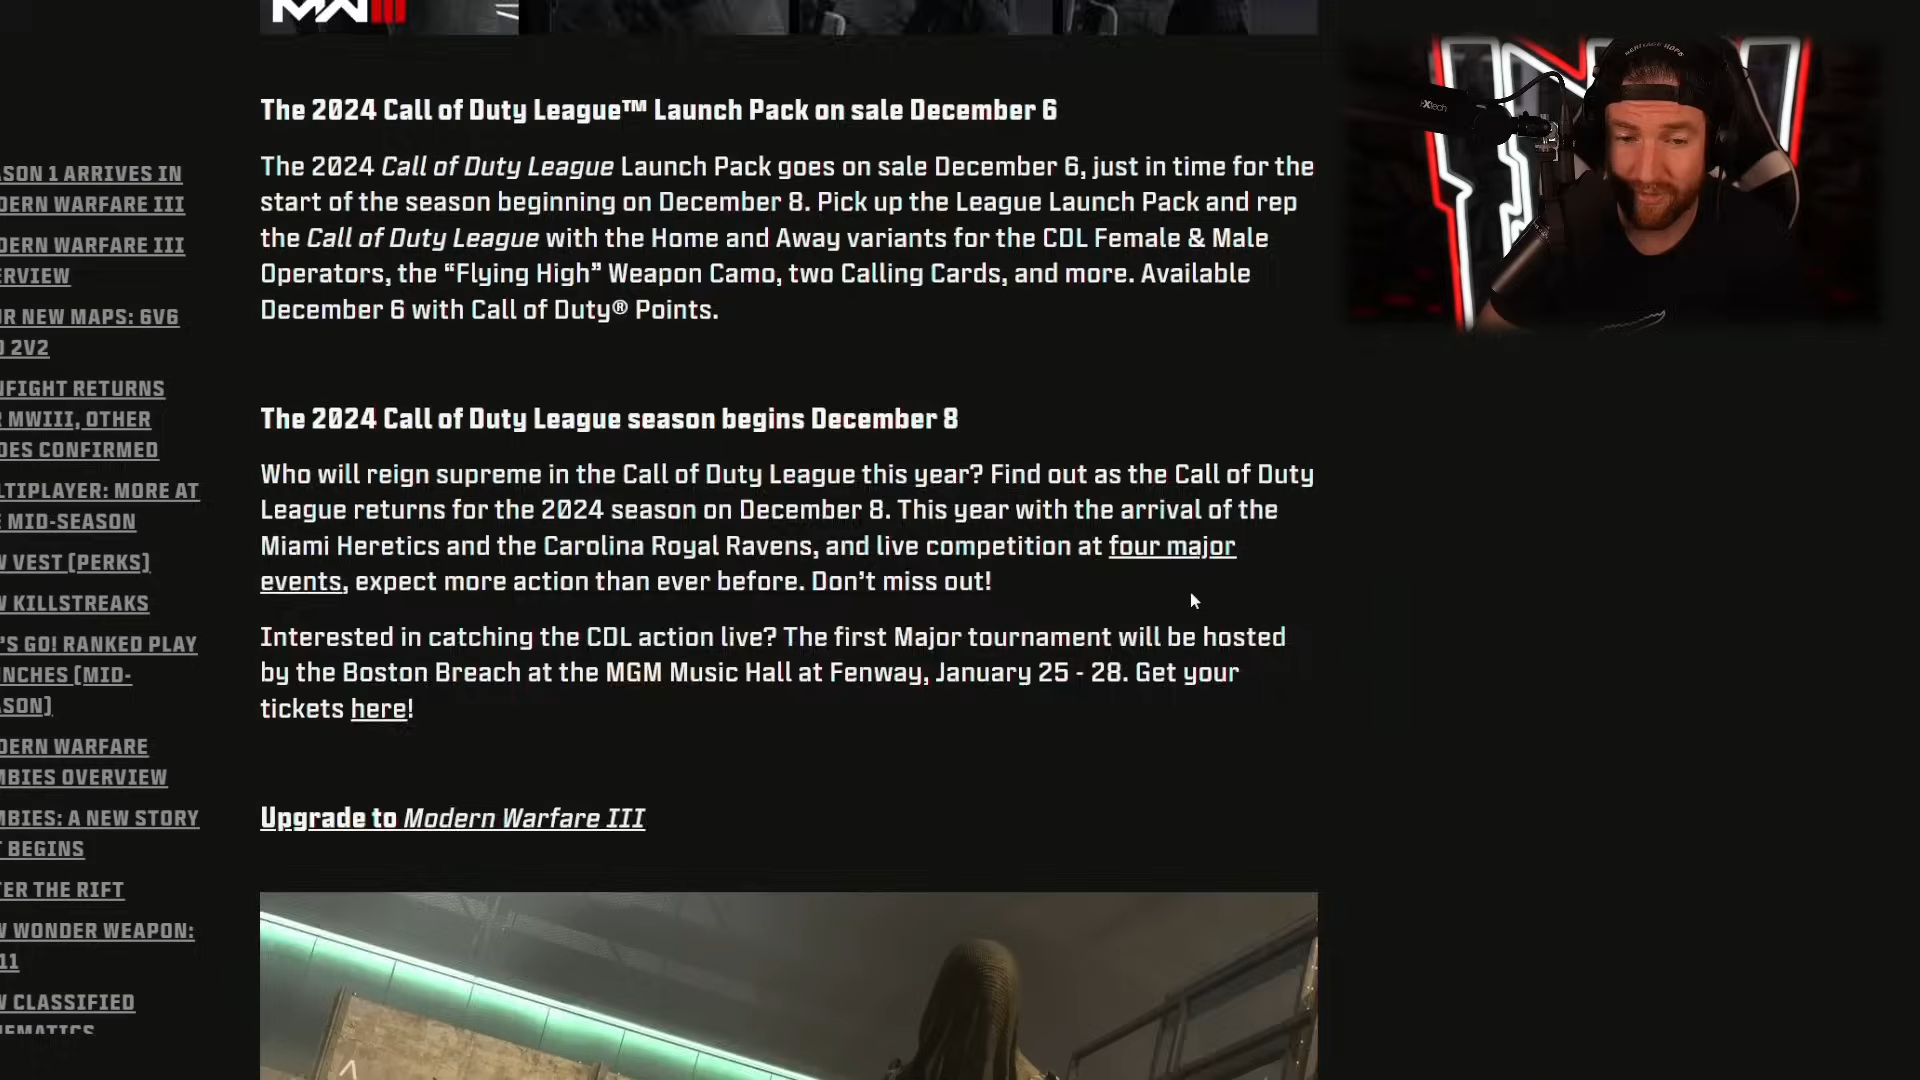 MWIII
The 2024 Call of Duty League™ Launch Pack on sale December 6
The 2024 Call of Duty League Launch Pack goes on sale December 6, just in time for the
start of the season beginning on December 8. Pick up the League Launch Pack and rep
the Call of Duty League with the Home and Away variants for the CDL Female & Male
Operators, the “Flying High” Weapon Camo, two Calling Cards, and more. Available
December 6 with Call of Duty® Points.
The 2024 Call of Duty League season begins December 8
Who will reign supreme in the Call of Duty League this year? Find out as the Call of Duty
League returns for the 2024 season on December 8. This year with the arrival of the
Miami Heretics and the Carolina Royal Ravens, and live competition at four major
events, expect more action than ever before. Don’t miss out!
Interested in catching the CDL action live? The first Major tournament will be hosted
by the Boston Breach at the MGM Music Hall at Fenway, January 25 - 28. Get your
tickets here!
Upgrade to Modern Warfare III
ASON 1 ARRIVES IN
DERN WARFARE III
DERN WARFARE III
ERVIEW
R NEW MAPS: 6V6
2V2
NFIGHT RETURNS
MWIII, OTHER
DES CONFIRMED
LTIPLAYER: MORE AT
MID-SEASON
VEST [PERKS]
KILLSTREAKS
'S GO! RANKED PLAY
NCHES [MID-
ASON]
DERN WARFARE
MBIES OVERVIEW
MBIES: A NEW STORY
BEGINS
TER THE RIFT
WONDER WEAPON:
11
CLASSIFIED
EMATICS